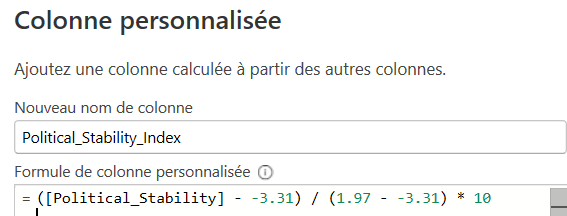 Colonne personnalisée
Ajoutez une colonne calculée à partir des autres colonnes.
Nouveau nom de colonne
Political_Stability_Index
Formule de colonne personnalisée
= ([Political_Stability] - -3.31) / (1.97 - -3.31) * 10